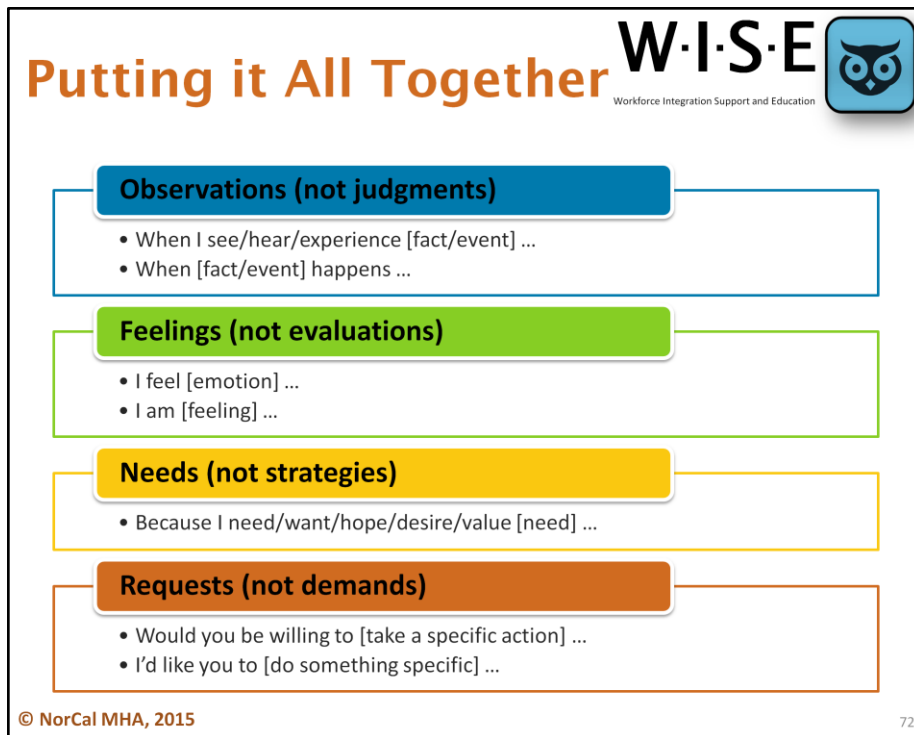 Putting it All Together
W·I·S·E
Workforce Integration Support and Education
Observations (not judgments)
• When I see/hear/experience [fact/event] ...
• When [fact/event] happens ...
Feelings (not evaluations)
• I feel [emotion] ...
• I am [feeling] ...
Needs (not strategies)
• Because I need/want/hope/desire/value [need] ...
Requests (not demands)
• Would you be willing to [take a specific action] ...
• I’d like you to [do something specific] ...
© NorCal MHA, 2015
72